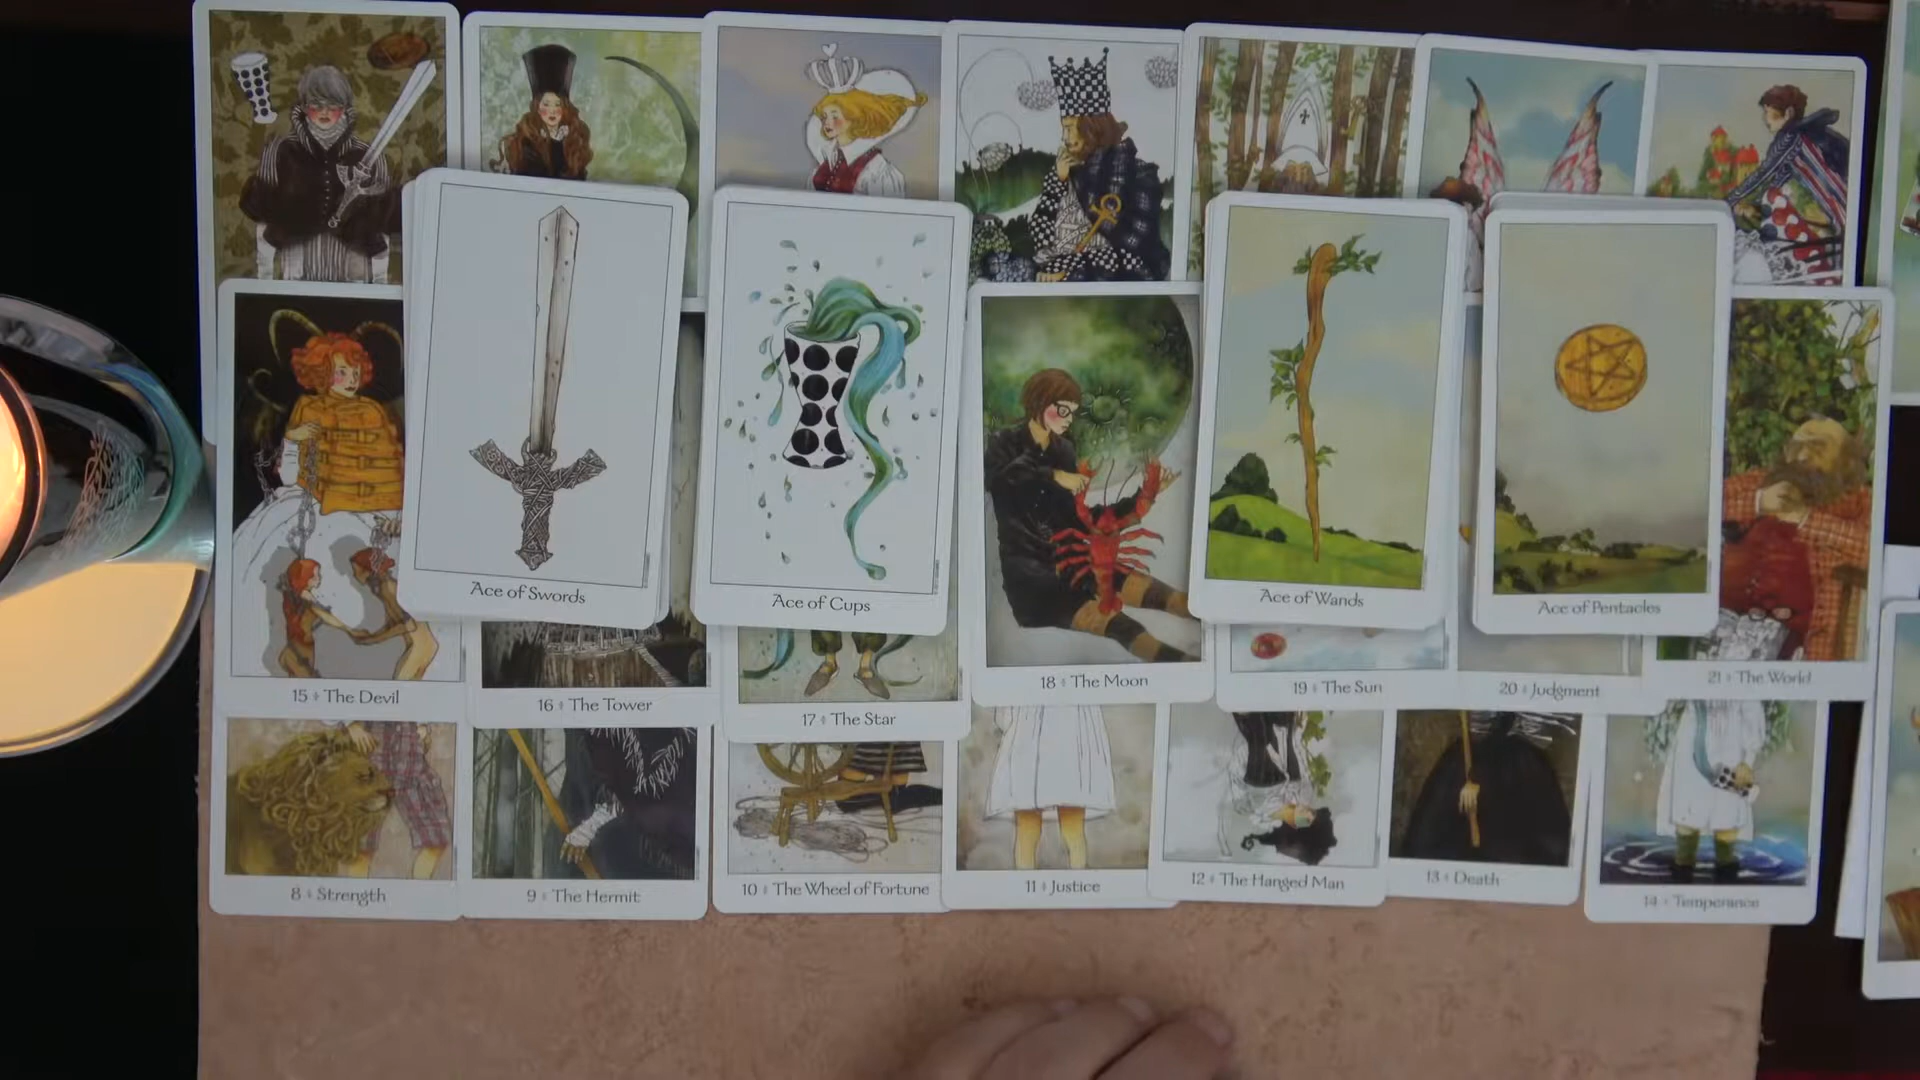 Ace of Swords
Ace of Cups
Ace of Wands
Ace of Pentacles
15 The Devil
16 The Tower
17 The Star
18 The Moon
19 The Sun
20 Judgment
21 The World
8 Strength
9 The Hermit
10 The Wheel of Fortune
11 Justice
12 The Hanged Man
13 Death
14 Temperance